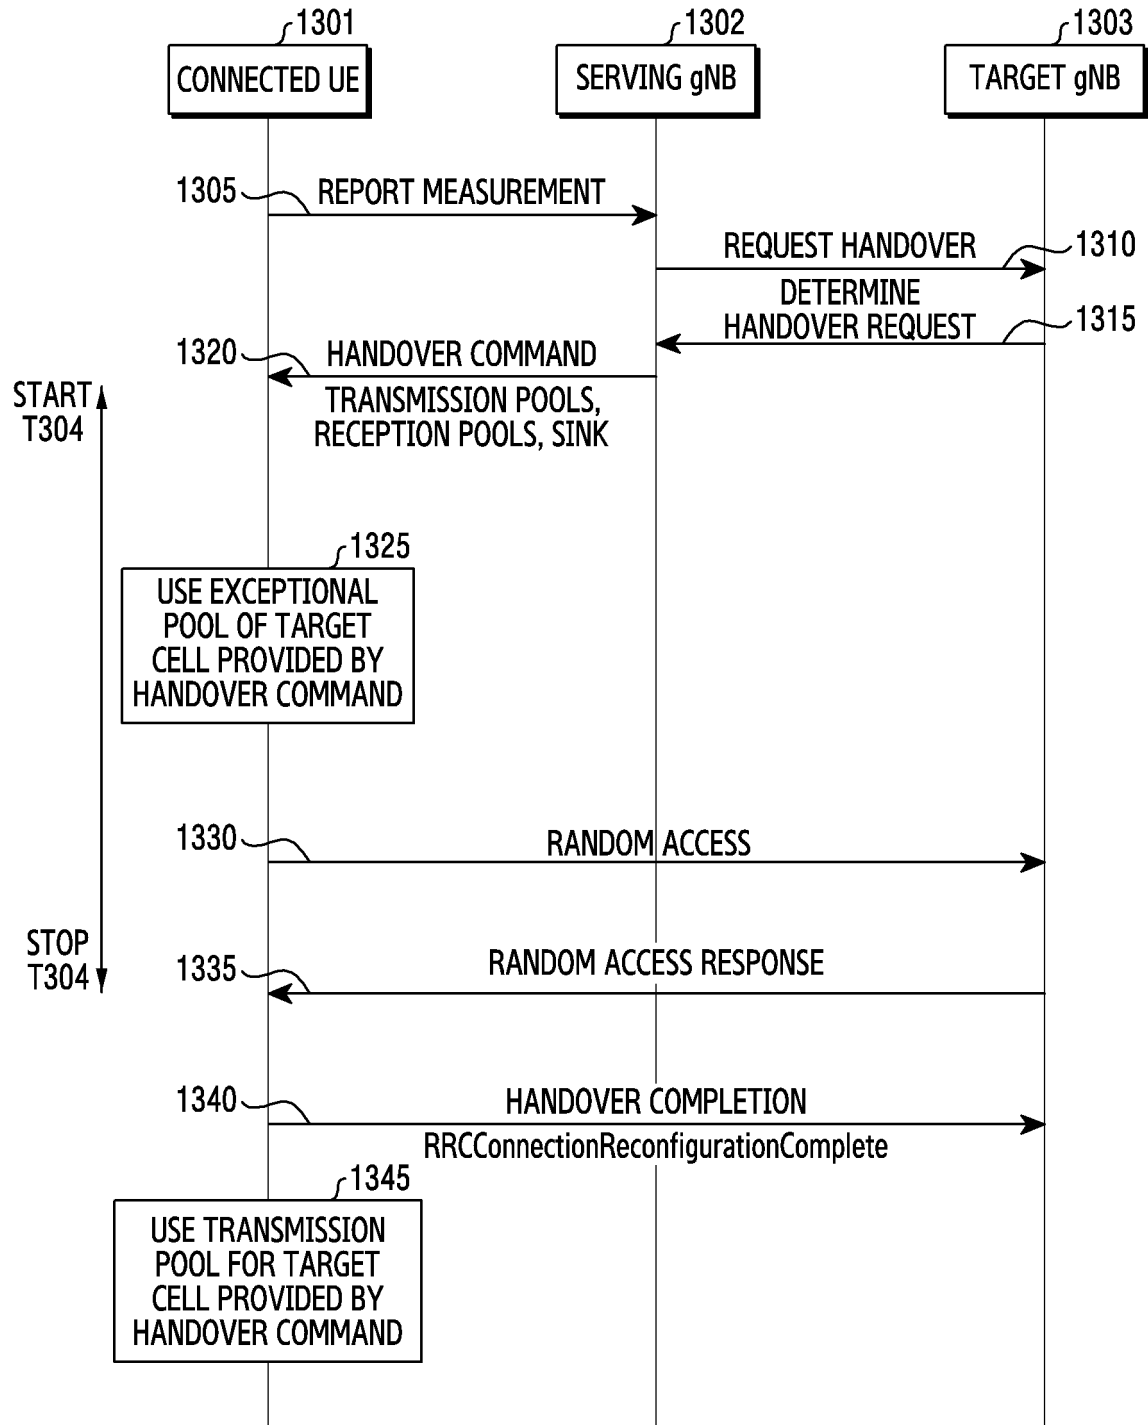 1301
1302
1303
CONNECTED UE
SERVING gNB
TARGET gNB
1305
REPORT MEASUREMENT
REQUEST HANDOVER
1310
DETERMINE
HANDOVER REQUEST
1315
1320
HANDOVER COMMAND
TRANSMISSION POOLS,
RECEPTION POOLS, SINK
START
T304
1325
USE EXCEPTIONAL
POOL OF TARGET
CELL PROVIDED BY
HANDOVER COMMAND
1330
RANDOM ACCESS
STOP
T304
1335
RANDOM ACCESS RESPONSE
1340
HANDOVER COMPLETION
RRCConnectionReconfigurationComplete
1345
USE TRANSMISSION
POOL FOR TARGET
CELL PROVIDED BY
HANDOVER COMMAND